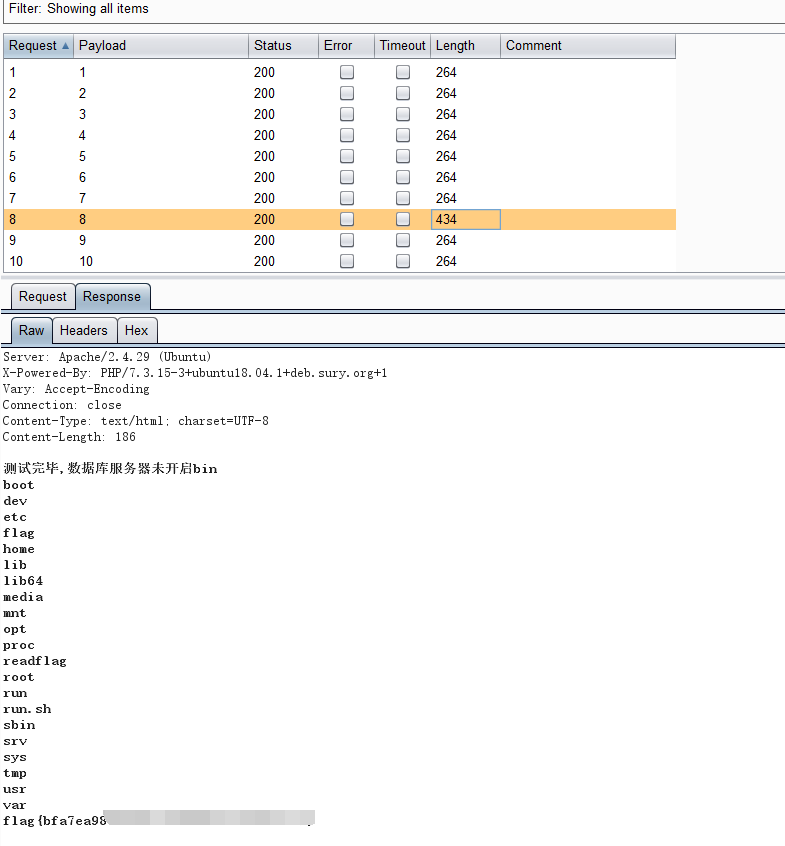 Filter: Showing all items
Request Payload Status Error Timeout Length Comment
1 1 200 264
2 2 200 264
3 3 200 264
4 4 200 264
5 5 200 264
6 6 200 264
7 7 200 264
8 8 200 434
9 9 200 264
10 10 200 264
Request Response
Raw Headers Hex
Server: Apache/2.4.29 (Ubuntu)
X-Powered-By: PHP/7.3.15-3+ubuntu18.04.1+deb.sury.org+1
Vary: Accept-Encoding
Connection: close
Content-Type: text/html; charset=UTF-8
Content-Length: 186
测试完毕,数据库服务器未开启bin
boot
dev
etc
flag
home
lib
lib64
media
mnt
opt
proc
readflag
root
run
run.sh
sbin
srv
sys
tmp
usr
var
flag{bfa7ea98